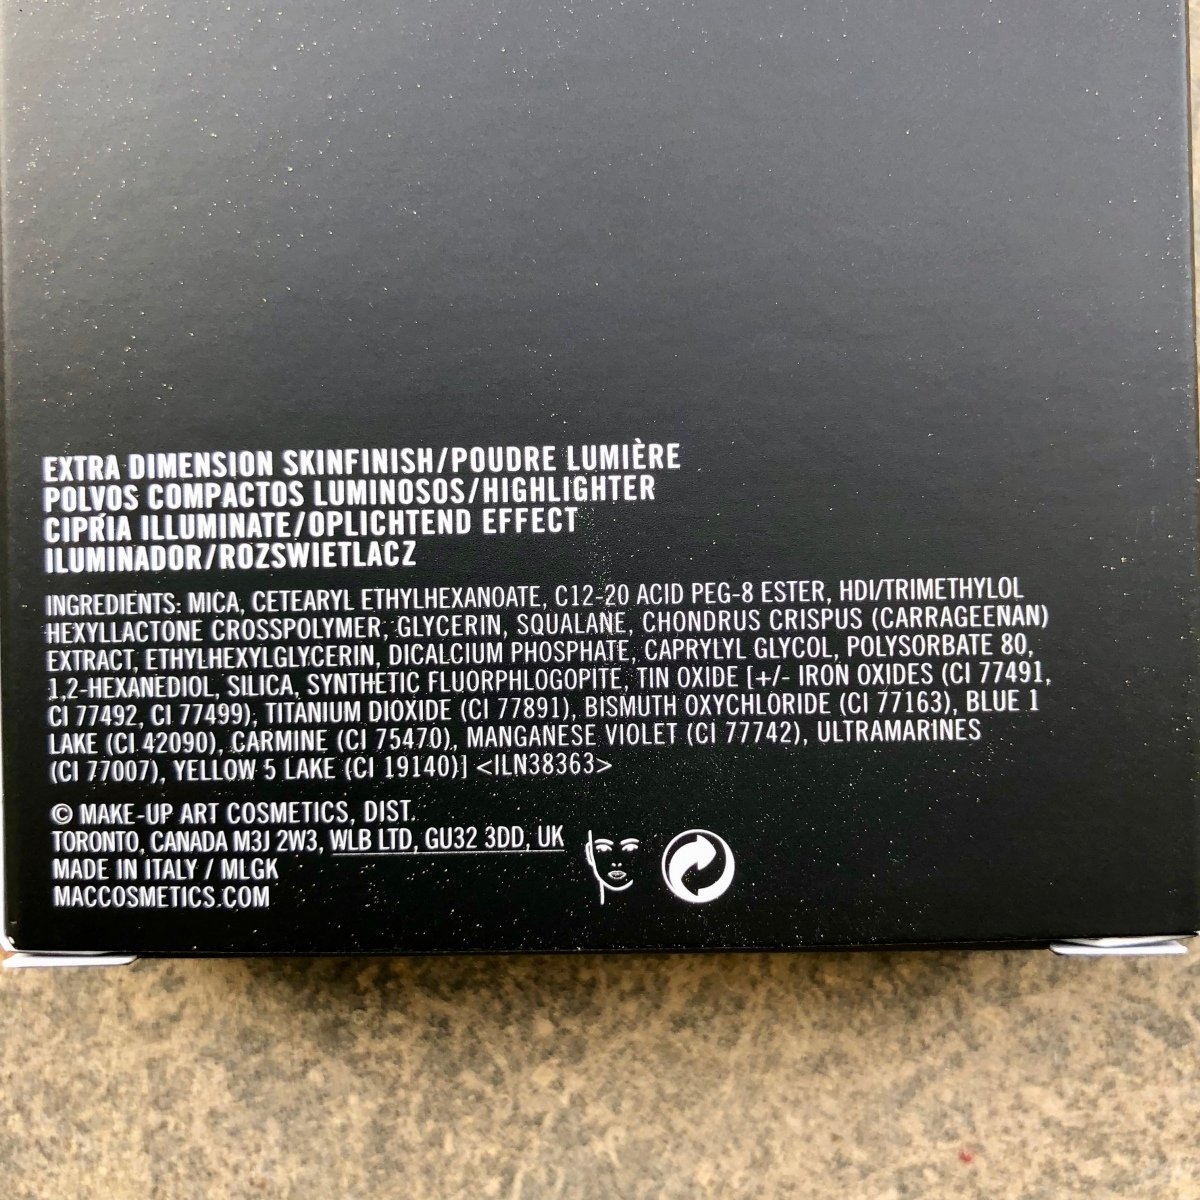 EXTRA DIMENSION SKINFINISH/POUDRE LUMIÈRE
POLVOS COMPACTOS LUMINOSOS/HIGHLIGHTER
CIPRIA ILLUMINATE/OPLICHTEND EFFECT
ILUMINADOR/ROZSWIETLACZ
INGREDIENTS: MICA, CETEARYL ETHYLHEXANOATE, C12-20 ACID PEG-8 ESTER, HDI/TRIMETHYLOL
HEXYLLACTONE CROSSPOLYMER, GLYCERIN, SQUALANE, CHONDRUS CRISPUS (CARRAGEENAN)
EXTRACT, ETHYLHEXYLGLYCERIN, DICALCIUM PHOSPHATE, CAPRYLYL GLYCOL, POLYSORBATE 80,
1,2-HEXANEDIOL, SILICA, SYNTHETIC FLUORPHLOGOPITE, TIN OXIDE [+/- IRON OXIDES (CI 77491,
CI 77492, CI 77499), TITANIUM DIOXIDE (CI 77891), BISMUTH OXYCHLORIDE (CI 77163), BLUE 1
LAKE (CI 42090), CARMINE (CI 75470), MANGANESE VIOLET (CI 77742), ULTRAMARINES
(CI 77007), YELLOW 5 LAKE (CI 19140)] <ILN38363>
© MAKE-UP ART COSMETICS, DIST.
TORONTO, CANADA M3J 2W3, WLB LTD, GU32 3DD, UK
MADE IN ITALY / MLGK
MACCOSMETICS.COM